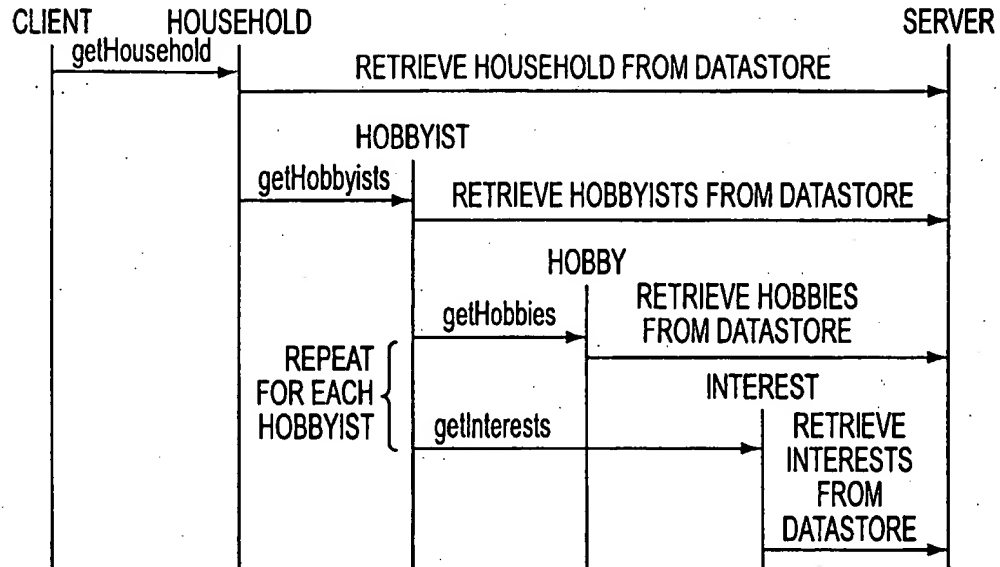 CLIENT HOUSEHOLD SERVER
getHousehold
RETRIEVE HOUSEHOLD FROM DATASTORE
HOBBYIST
getHobbyists
RETRIEVE HOBBYISTS FROM DATASTORE
HOBBY
getHobbies
RETRIEVE HOBBIES
FROM DATASTORE
REPEAT
FOR EACH
HOBBYIST
INTEREST
getInterests
RETRIEVE
INTERESTS
FROM
DATASTORE